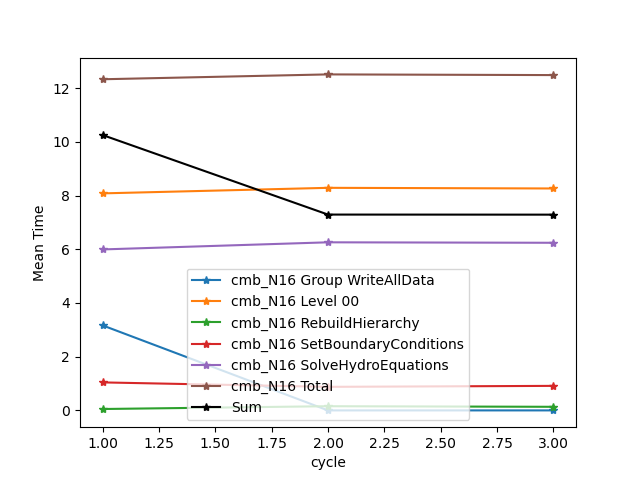 12
10
8
6
4
2
0
Mean Time
cmb_N16 Group WriteAllData
cmb_N16 Level 00
cmb_N16 RebuildHierarchy
cmb_N16 SetBoundaryConditions
cmb_N16 SolveHydroEquations
cmb_N16 Total
Sum
1.00 1.25 1.50 1.75 2.00 2.25 2.50 2.75 3.00
cycle